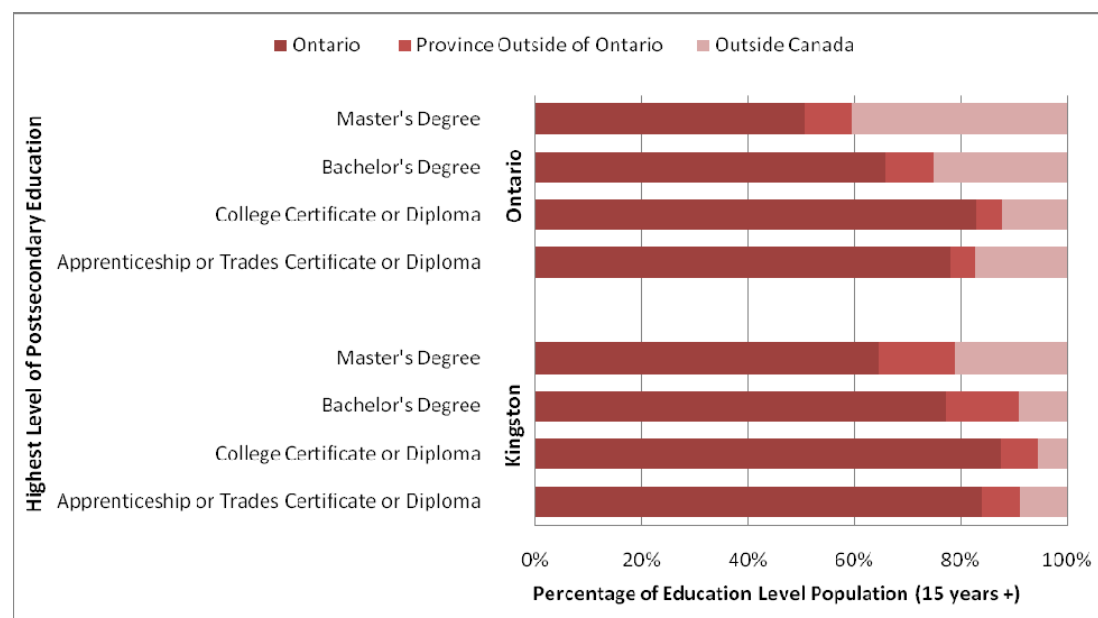 Ontario Province Outside of Ontario Outside Canada
Highest Level of Postsecondary Education
Ontario
Master's Degree
Bachelor's Degree
College Certificate or Diploma
Apprenticeship or Trades Certificate or Diploma
Kingston
Master's Degree
Bachelor's Degree
College Certificate or Diploma
Apprenticeship or Trades Certificate or Diploma
0% 20% 40% 60% 80% 100%
Percentage of Education Level Population (15 years +)